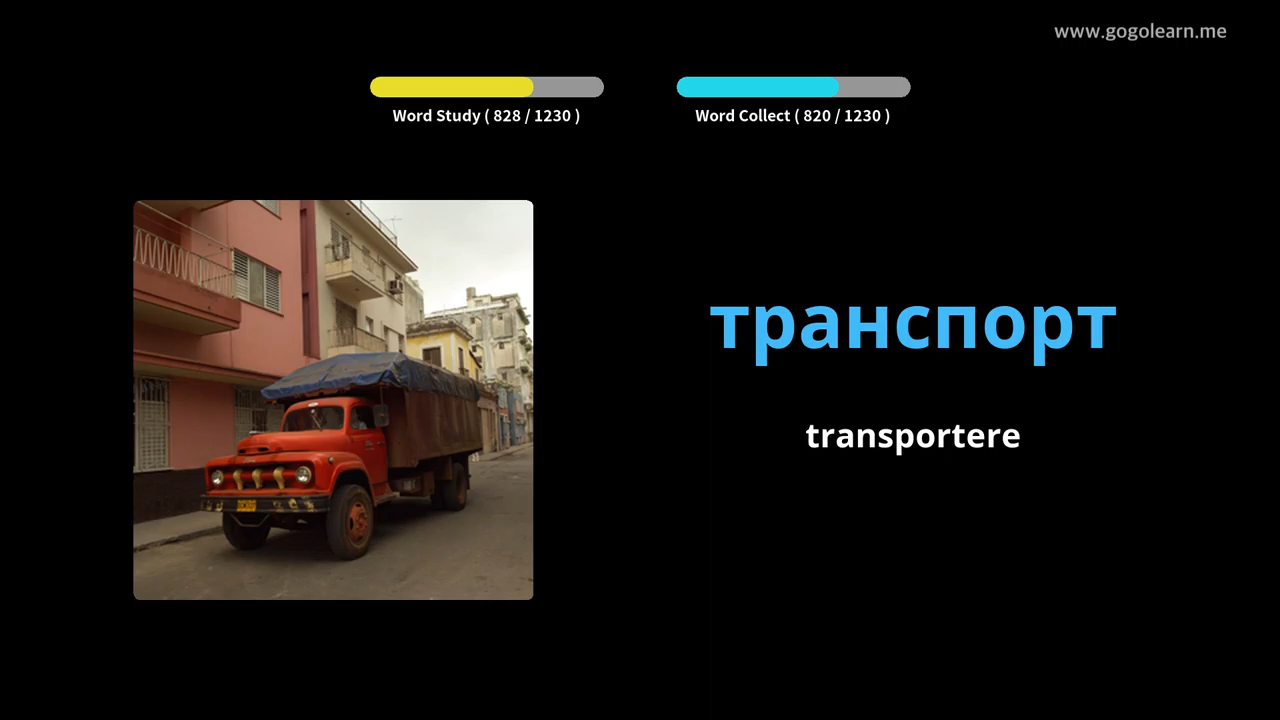 www.gogolearn.me
Word Study ( 828 / 1230 )
Word Collect ( 820 / 1230 )
транспорт
transportere